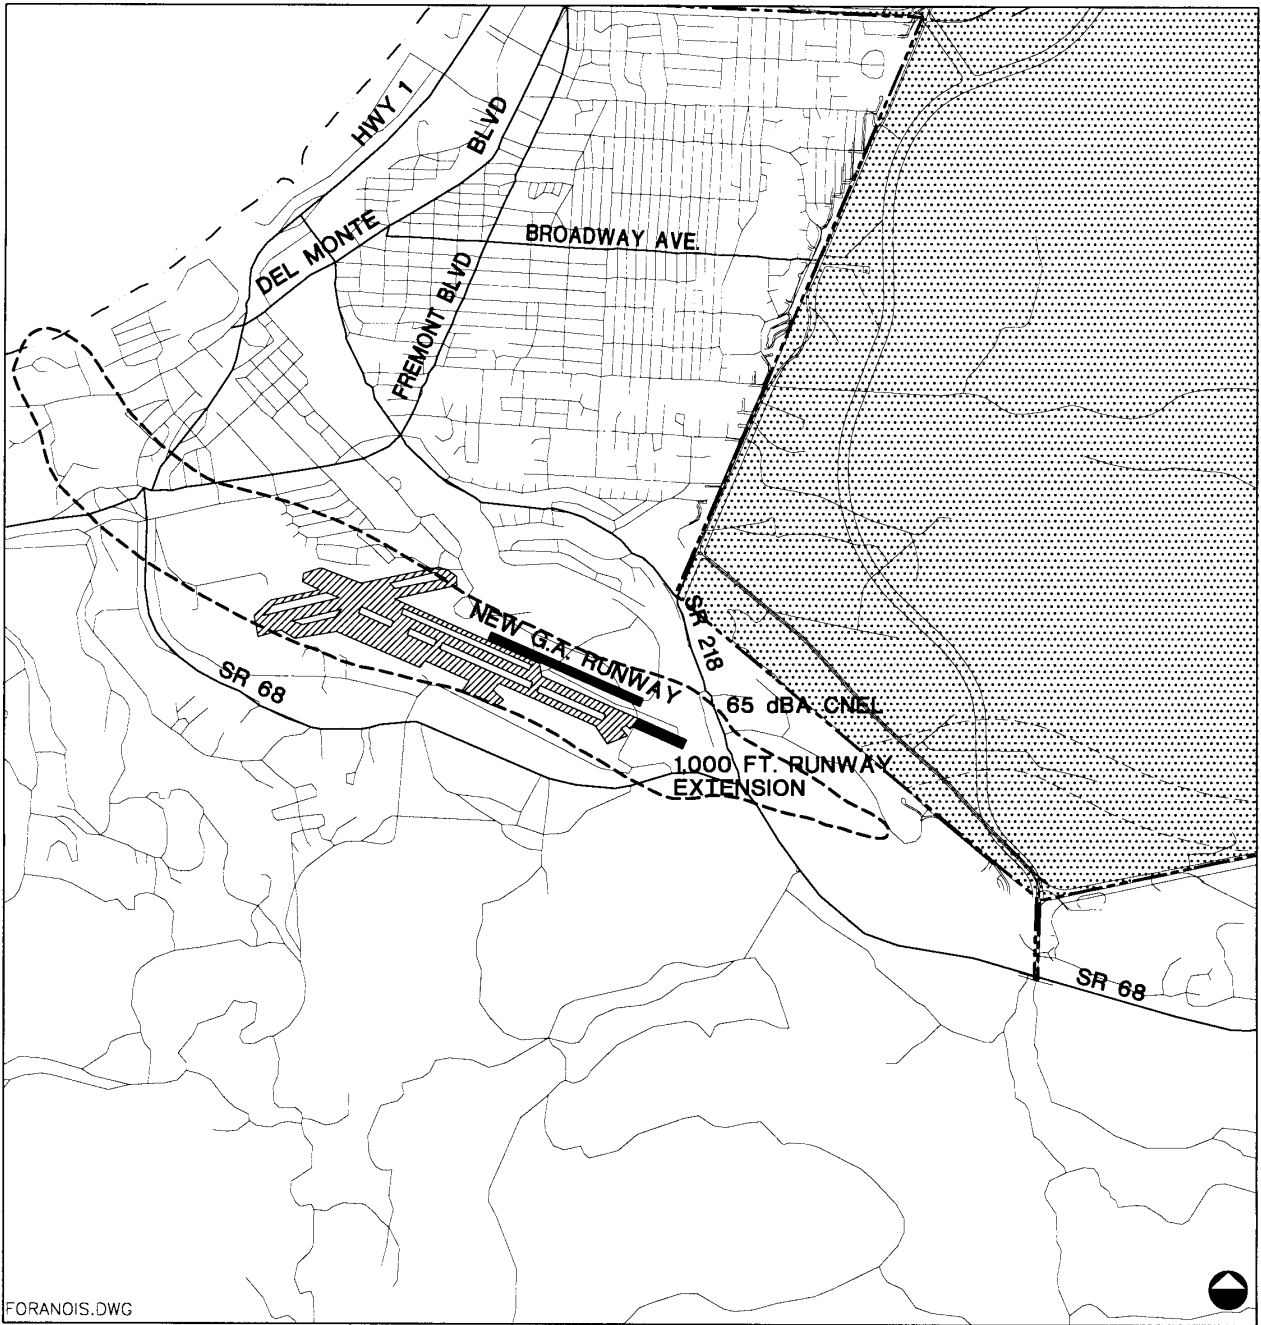 HWY 1
BLVD
DEL MONTE
BROADWAY AVE.
FREMONT BLVD
NEW G.A. RUNWAY
SR 218
SR 68
65 dBA CNEL
1,000 FT. RUNWAY
EXTENSION
SR 68
FORANOIS.DWG